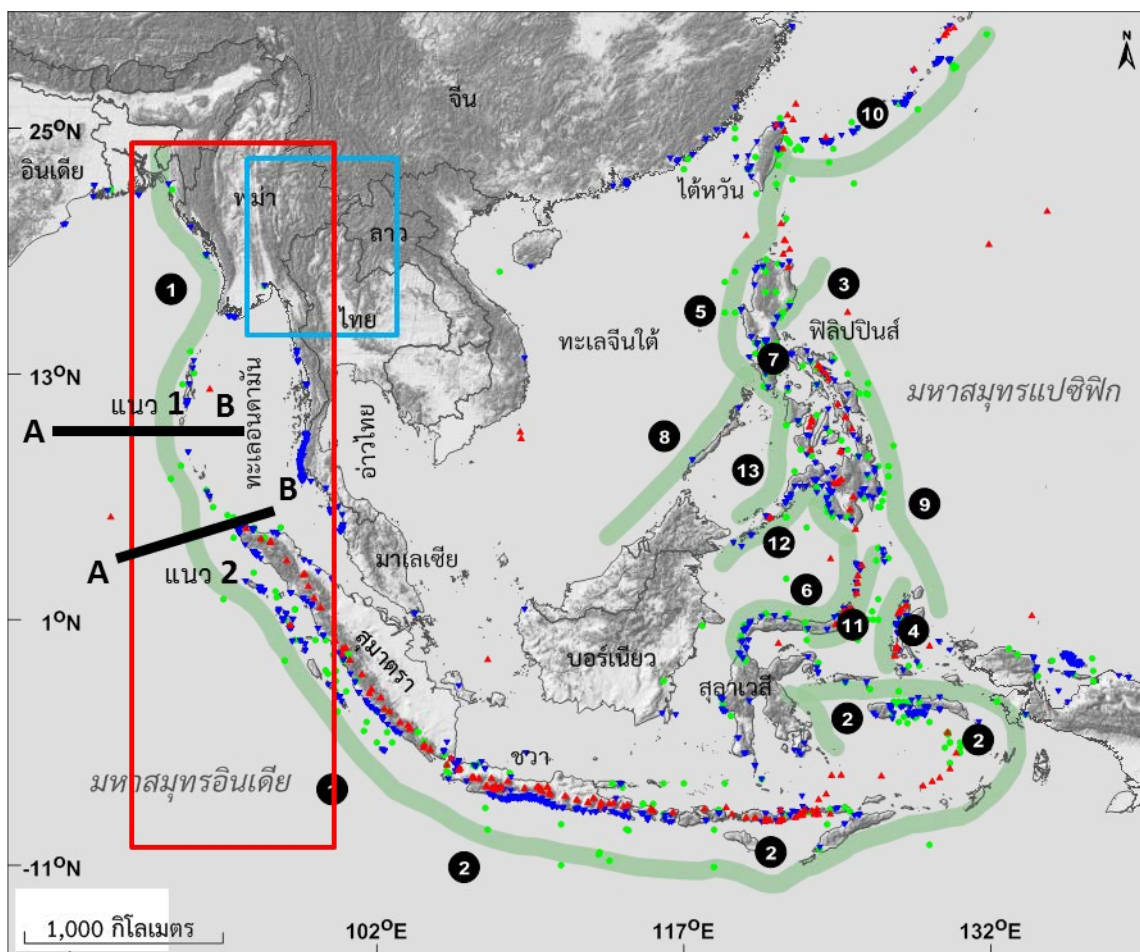 N
จีน
25°N
10
อินเดีย
พม่า
ไต้หวัน
ลาว
1
3
5
ไทย
ทะเลจีนใต้
ฟิลิปปินส์
7
13°N
มหาสมุทรแปซิฟิก
แนว 1
B
A
ทะเลอันดามัน
อ่าวไทย
8
13
B
9
A
แนว 2
มาเลเซีย
12
6
1°N
11
4
สุมาตรา
บอร์เนียว
สุลาเวสี
2
2
ชวา
มหาสมุทรอินเดีย
2
2
-11°N
1,000 กิโลเมตร
102°E
117°E
132°E